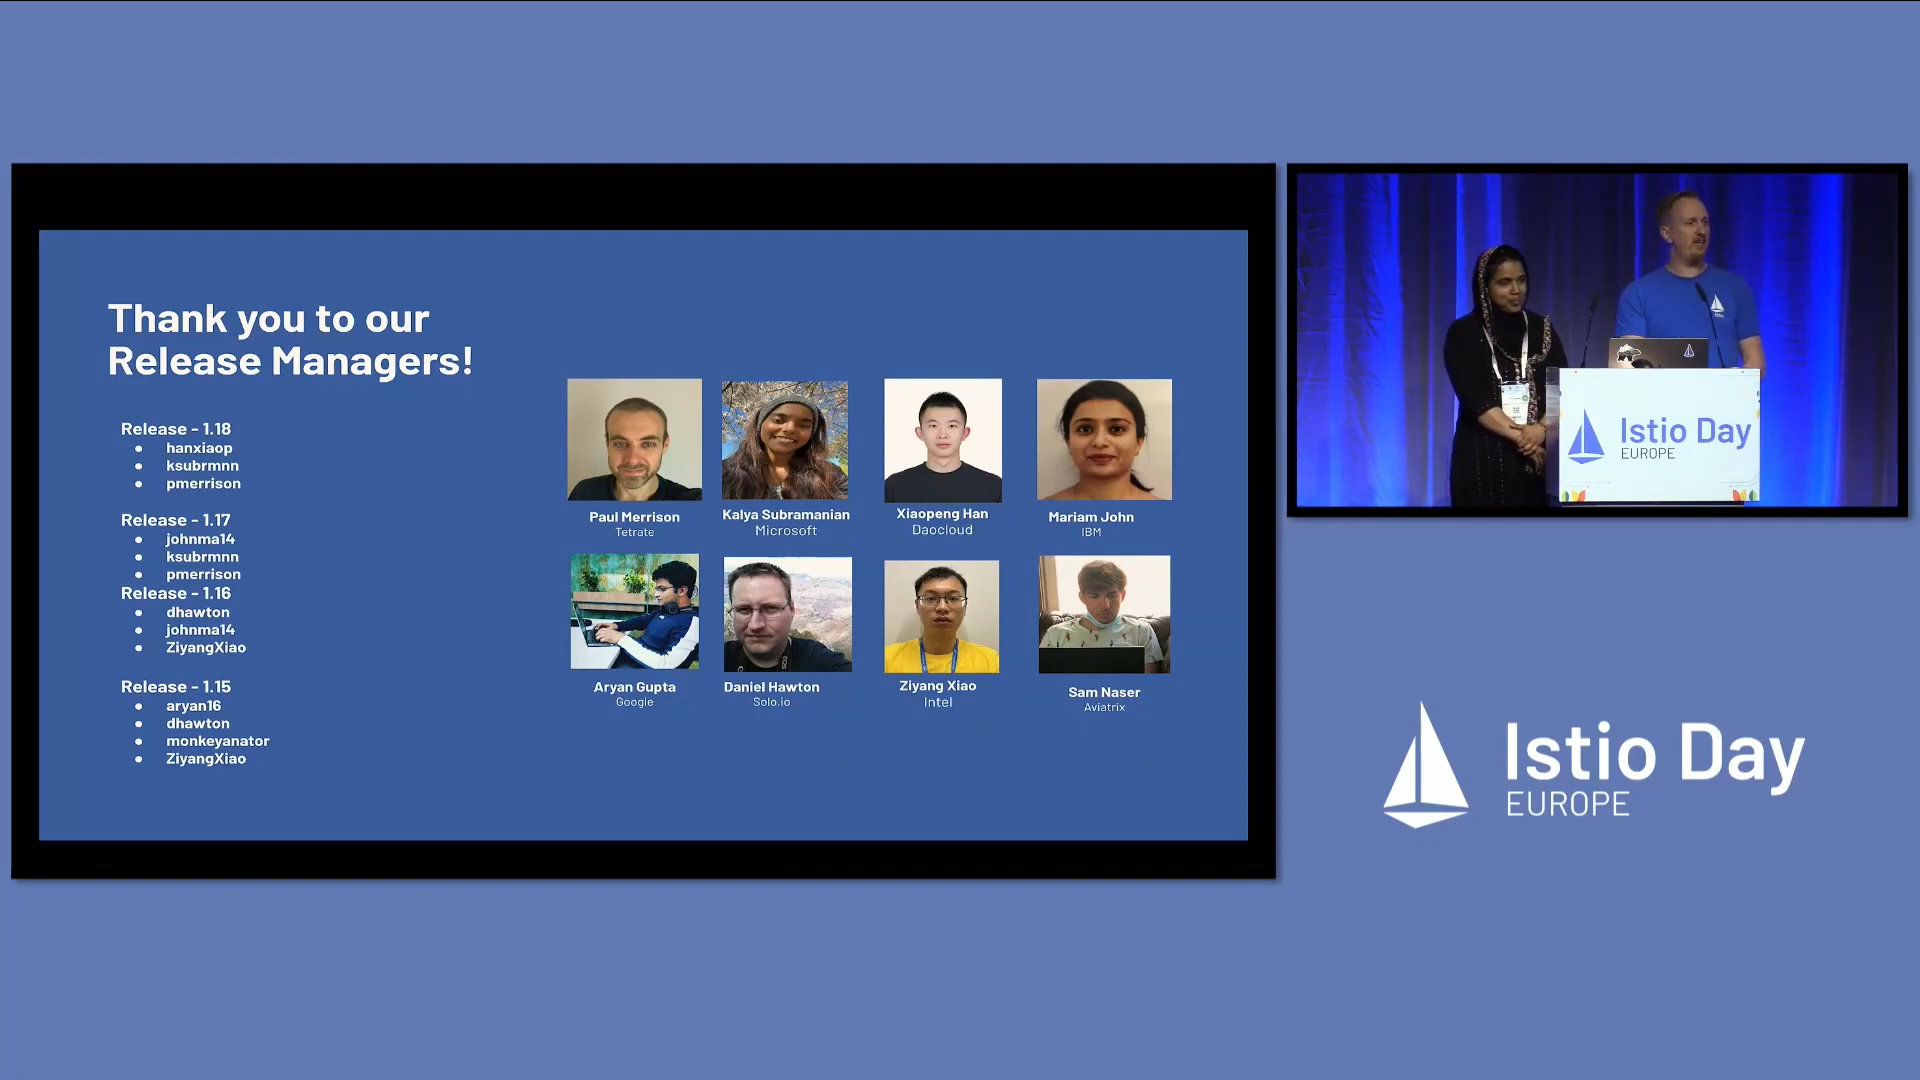 Thank you to our
Release Managers!
Release - 1.18
● hanxiaop
● ksubrmnn
● pmerrison
Release - 1.17
● johnma14
● ksubrmnn
● pmerrison
Release - 1.16
● dhawton
● johnma14
● ZiyangXiao
Release - 1.15
● aryan16
● dhawton
● monkeyanator
● ZiyangXiao
Paul Merrison
Tetrate
Kalya Subramanian
Microsoft
Xiaopeng Han
Daocloud
Mariam John
IBM
Aryan Gupta
Google
Daniel Hawton
Solo.io
Ziyang Xiao
Intel
Sam Naser
Aviatrix
Istio Day
EUROPE
Istio Day
EUROPE